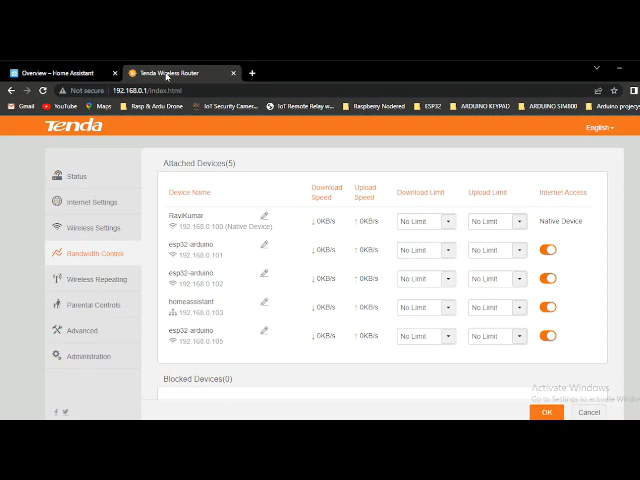 Overview – Home Assistant
Tenda Wireless Router
Not secure 192.168.0.1/index.html
Gmail YouTube Maps Rasp & Ardu Drone IoT Security Camer... IoT Remote Relay w... Raspberry Nodered ESP32 ARDUINO KEYPAD ARDUINO SIM800 Arduino projecys
Tenda
English
Status
Internet Settings
Wireless Settings
Bandwidth Control
Wireless Repeating
Parental Controls
Advanced
Administration
Attached Devices(5)
Device Name Download Speed Upload Speed Download Limit Upload Limit Internet Access
RaviKumar
192.168.0.100 (Native Device) ↓ 0KB/s ↑ 0KB/s No Limit No Limit Native Device
esp32-arduino
192.168.0.101 ↓ 0KB/s ↑ 0KB/s No Limit No Limit
esp32-arduino
192.168.0.102 ↓ 0KB/s ↑ 0KB/s No Limit No Limit
homeassistant
192.168.0.103 ↓ 0KB/s ↑ 0KB/s No Limit No Limit
esp32-arduino
192.168.0.105 ↓ 0KB/s ↑ 0KB/s No Limit No Limit
Blocked Devices(0)
Activate Windows
Go to Settings to activate Win
OK Cancel